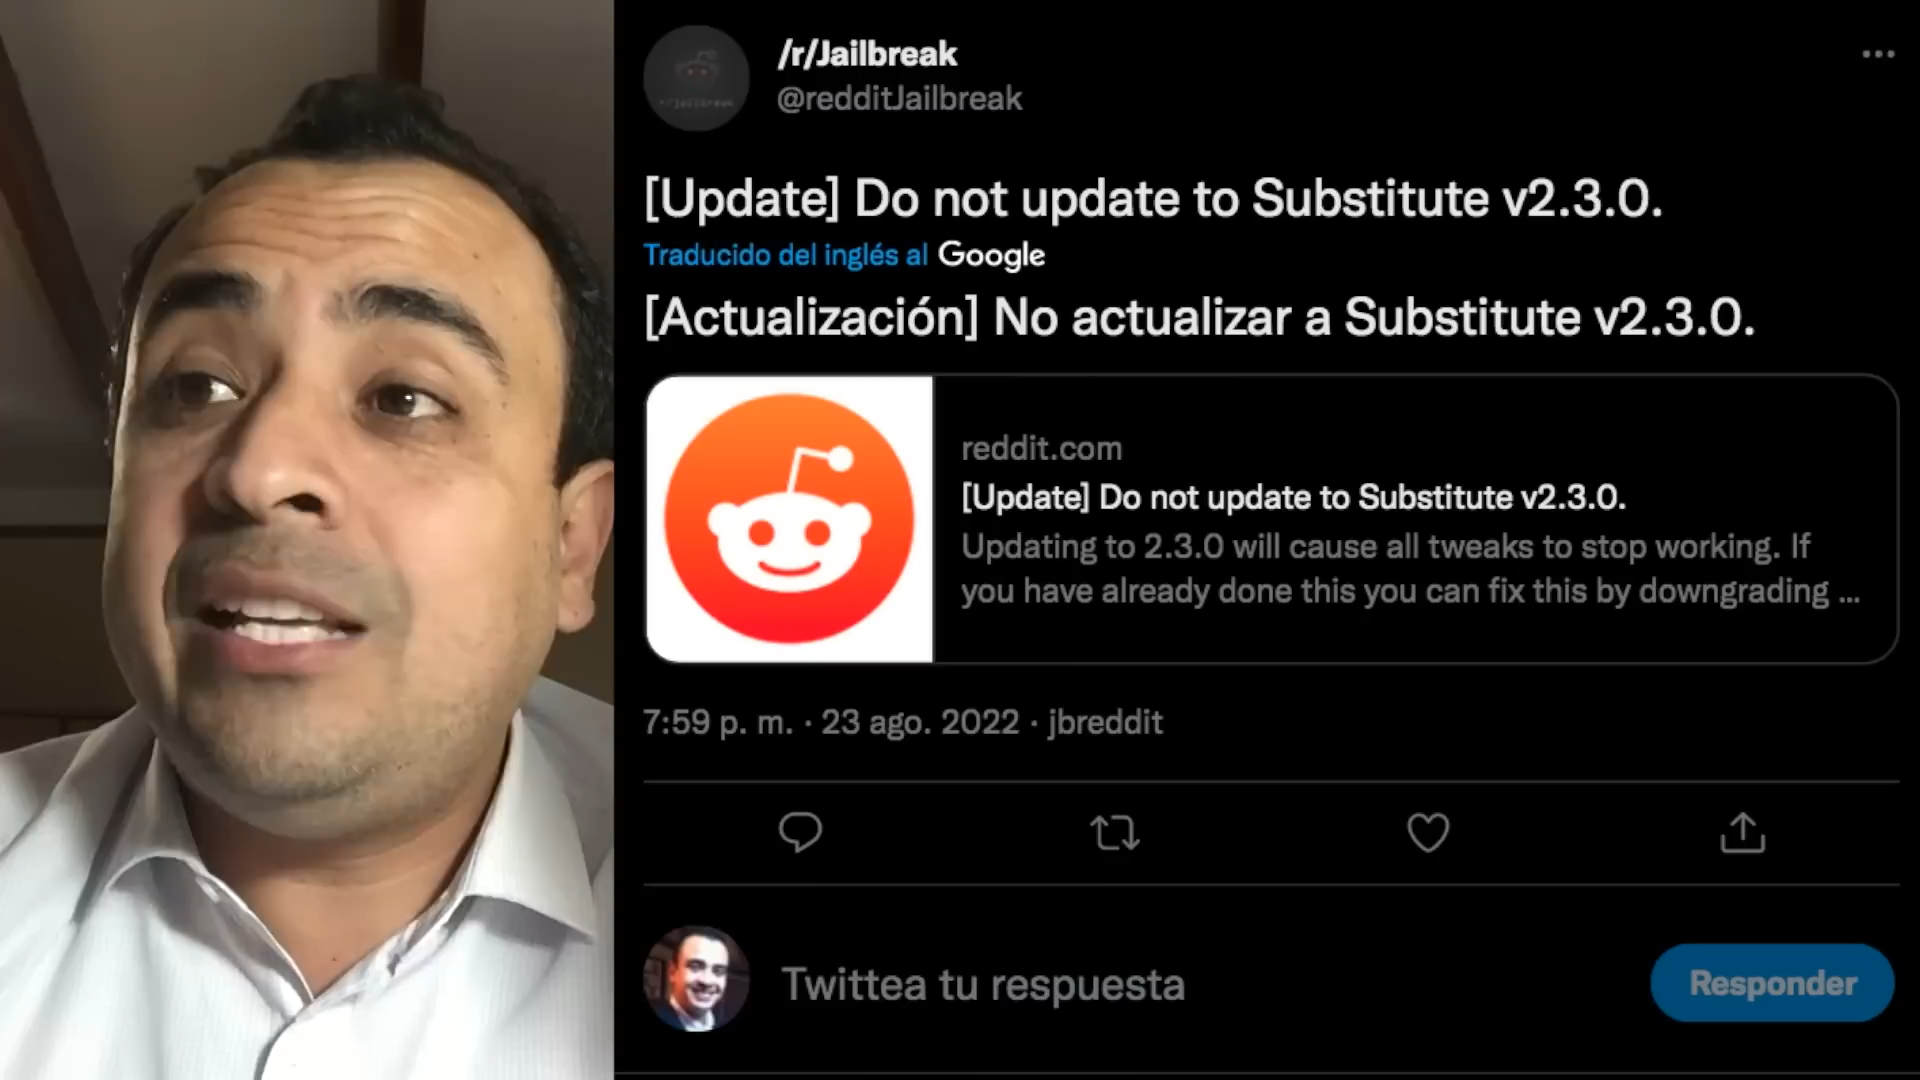 /r/Jailbreak
@redditJailbreak
[Update] Do not update to Substitute v2.3.0.
Traducido del inglés al Google
[Actualización] No actualizar a Substitute v2.3.0.
reddit.com
[Update] Do not update to Substitute v2.3.0.
Updating to 2.3.0 will cause all tweaks to stop working. If
you have already done this you can fix this by downgrading ...
7:59 p. m. · 23 ago. 2022 · jbreddit
Twittea tu respuesta
Responder